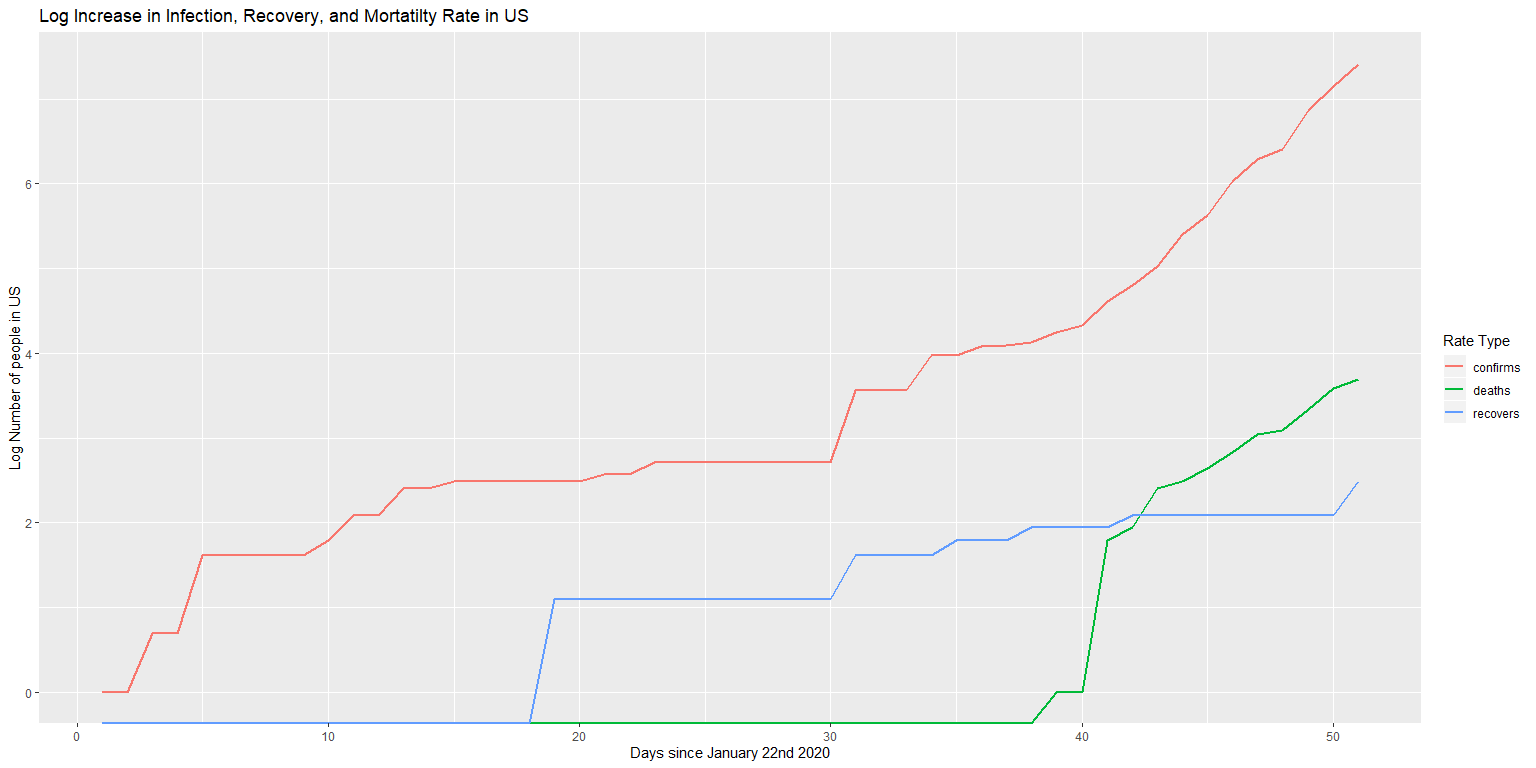 Log Increase in Infection, Recovery, and Mortatilty Rate in US
Log Number of people in US
6
4
2
0
0
10
20
30
40
50
Days since January 22nd 2020
Rate Type
confirms
deaths
recovers